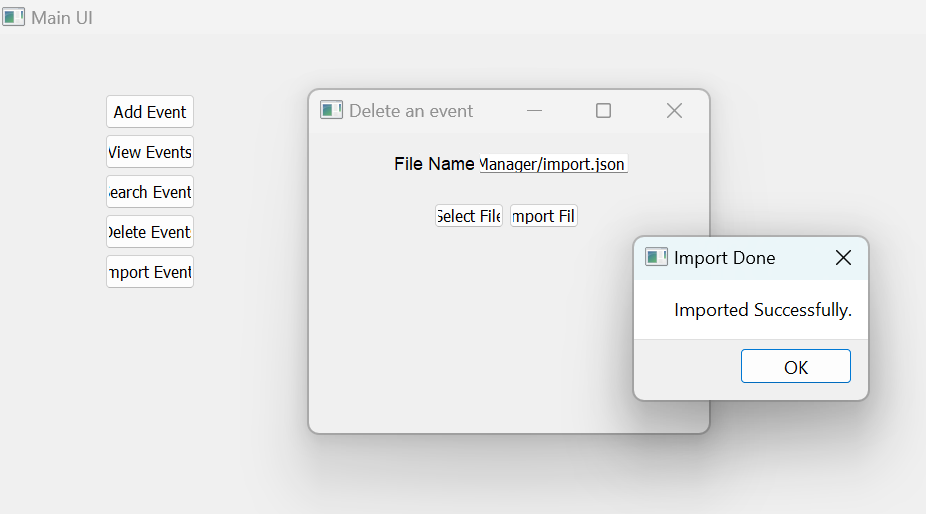 Main UI
Add Event
View Events
earch Event
Delete Event
mport Event
Delete an event
File Name Manager/import.json
Select File mport Fil
Import Done
Imported Successfully.
OK